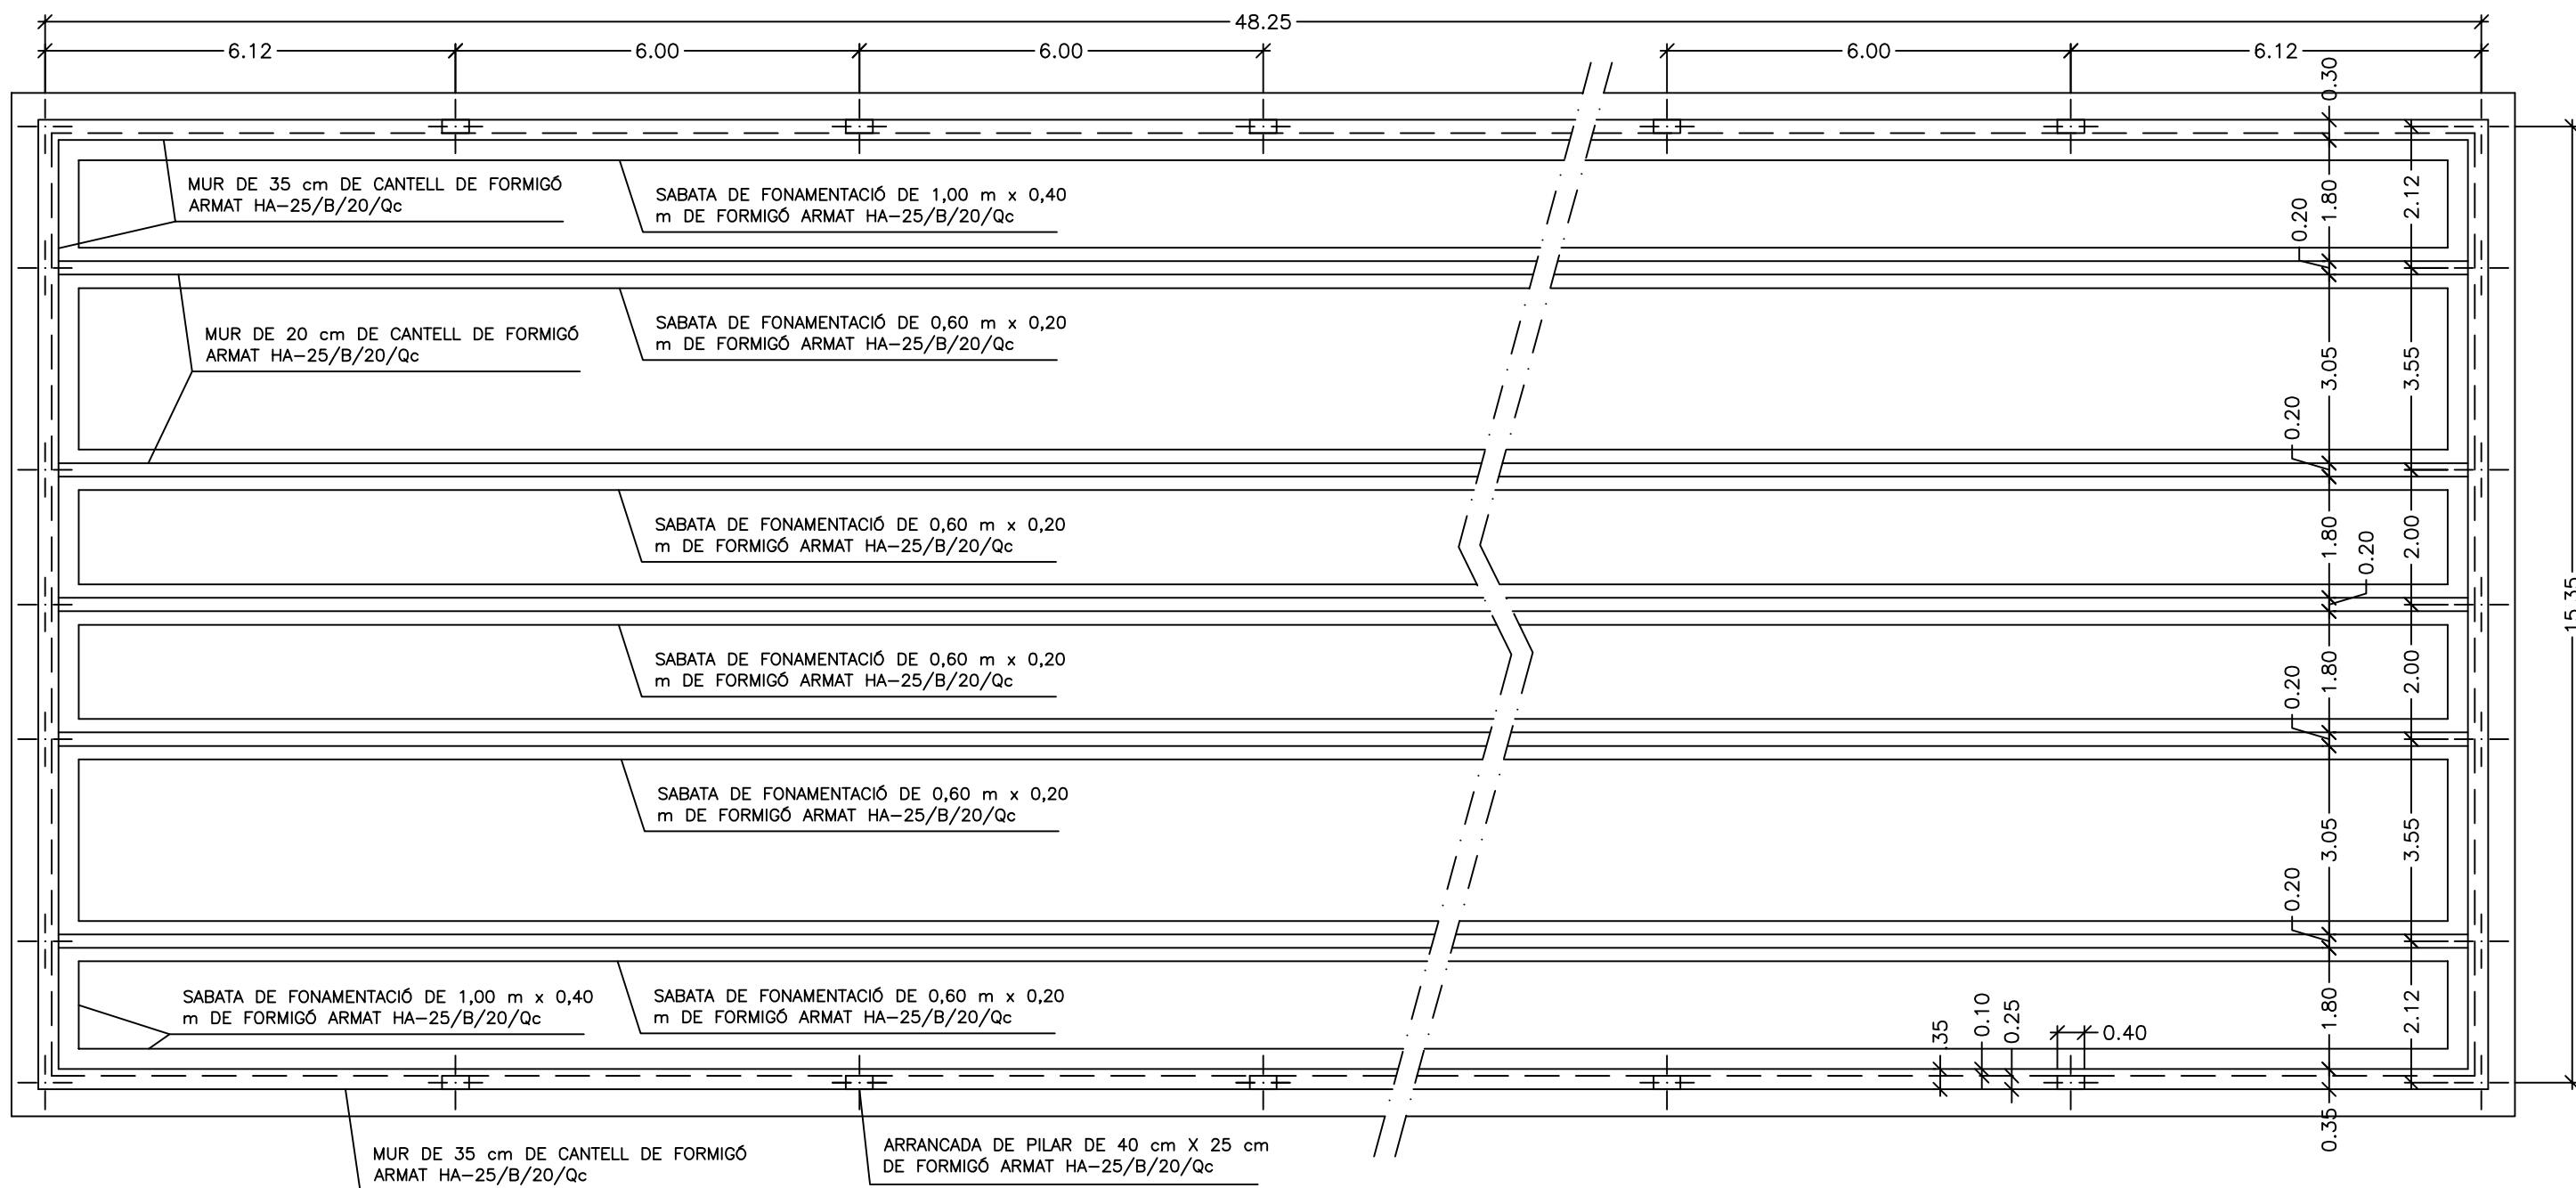 48.25
6.12
6.00
6.00
6.00
6.12
0.30
MUR DE 35 cm DE CANTELL DE FORMIGÓ
ARMAT HA-25/B/20/Qc
SABATA DE FONAMENTACIÓ DE 1,00 m x 0,40
m DE FORMIGÓ ARMAT HA-25/B/20/Qc
0.20
1.80
2.12
MUR DE 20 cm DE CANTELL DE FORMIGÓ
ARMAT HA-25/B/20/Qc
SABATA DE FONAMENTACIÓ DE 0,60 m x 0,20
m DE FORMIGÓ ARMAT HA-25/B/20/Qc
3.05
3.55
0.20
SABATA DE FONAMENTACIÓ DE 0,60 m x 0,20
m DE FORMIGÓ ARMAT HA-25/B/20/Qc
1.80
0.20
2.00
15.35
SABATA DE FONAMENTACIÓ DE 0,60 m x 0,20
m DE FORMIGÓ ARMAT HA-25/B/20/Qc
0.20
1.80
2.00
SABATA DE FONAMENTACIÓ DE 0,60 m x 0,20
m DE FORMIGÓ ARMAT HA-25/B/20/Qc
3.05
3.55
0.20
SABATA DE FONAMENTACIÓ DE 1,00 m x 0,40
m DE FORMIGÓ ARMAT HA-25/B/20/Qc
SABATA DE FONAMENTACIÓ DE 0,60 m x 0,20
m DE FORMIGÓ ARMAT HA-25/B/20/Qc
.35
0.10
0.25
0.40
1.80
2.12
0.35
MUR DE 35 cm DE CANTELL DE FORMIGÓ
ARMAT HA-25/B/20/Qc
ARRANCADA DE PILAR DE 40 cm X 25 cm
DE FORMIGÓ ARMAT HA-25/B/20/Qc